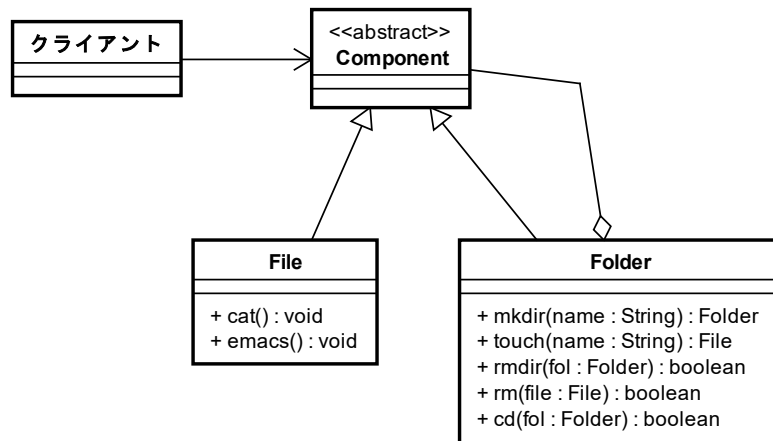 クライアント
<<abstract>>
Component
File
+ cat() : void
+ emacs() : void
Folder
+ mkdir(name : String) : Folder
+ touch(name : String) : File
+ rmdir(fol : Folder) : boolean
+ rm(file : File) : boolean
+ cd(fol : Folder) : boolean